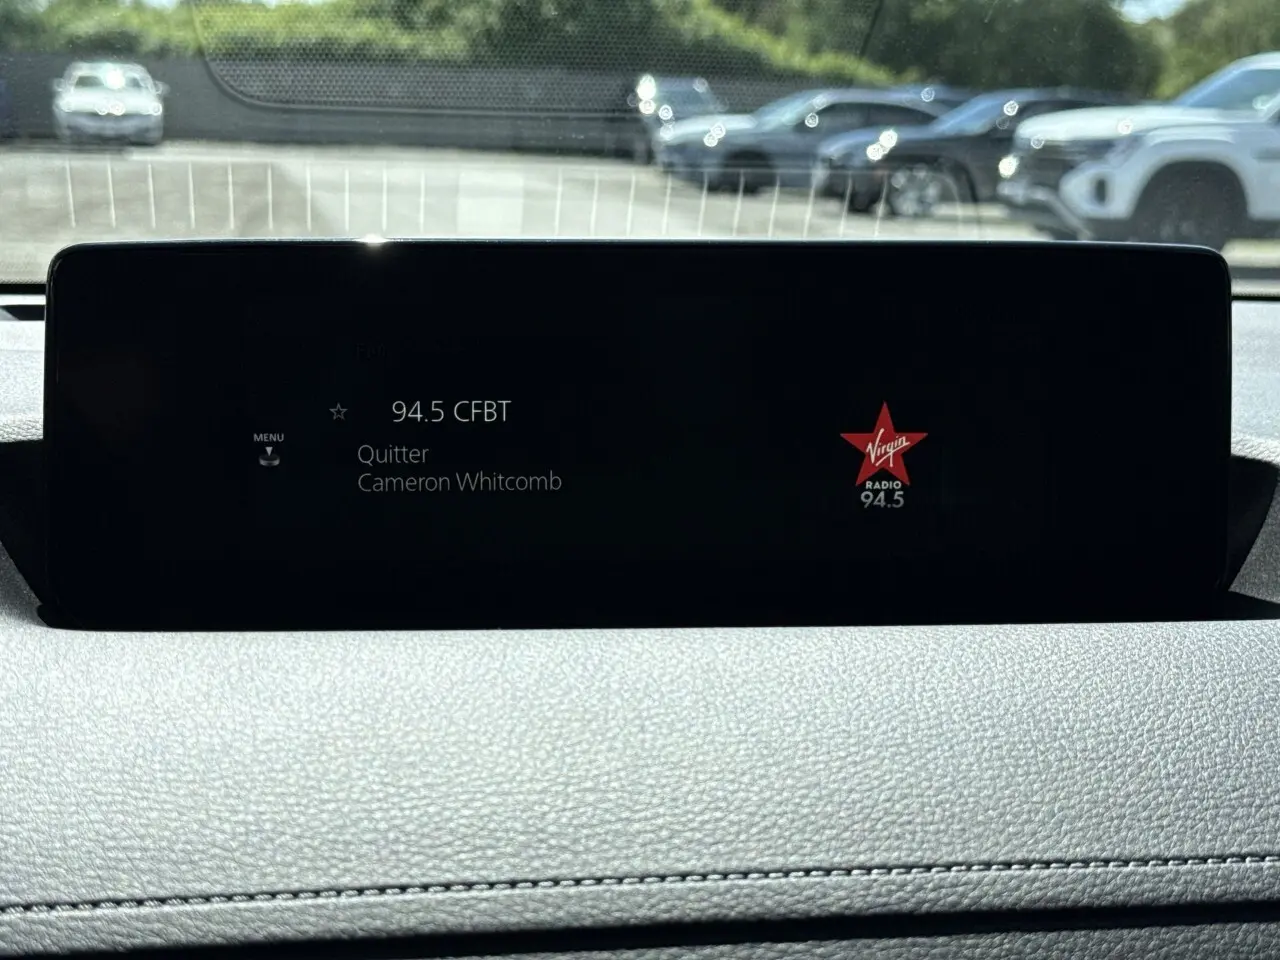 94.5 CFBT
MENU
Quitter
Cameron Whitcomb
Virgin
RADIO
94.5